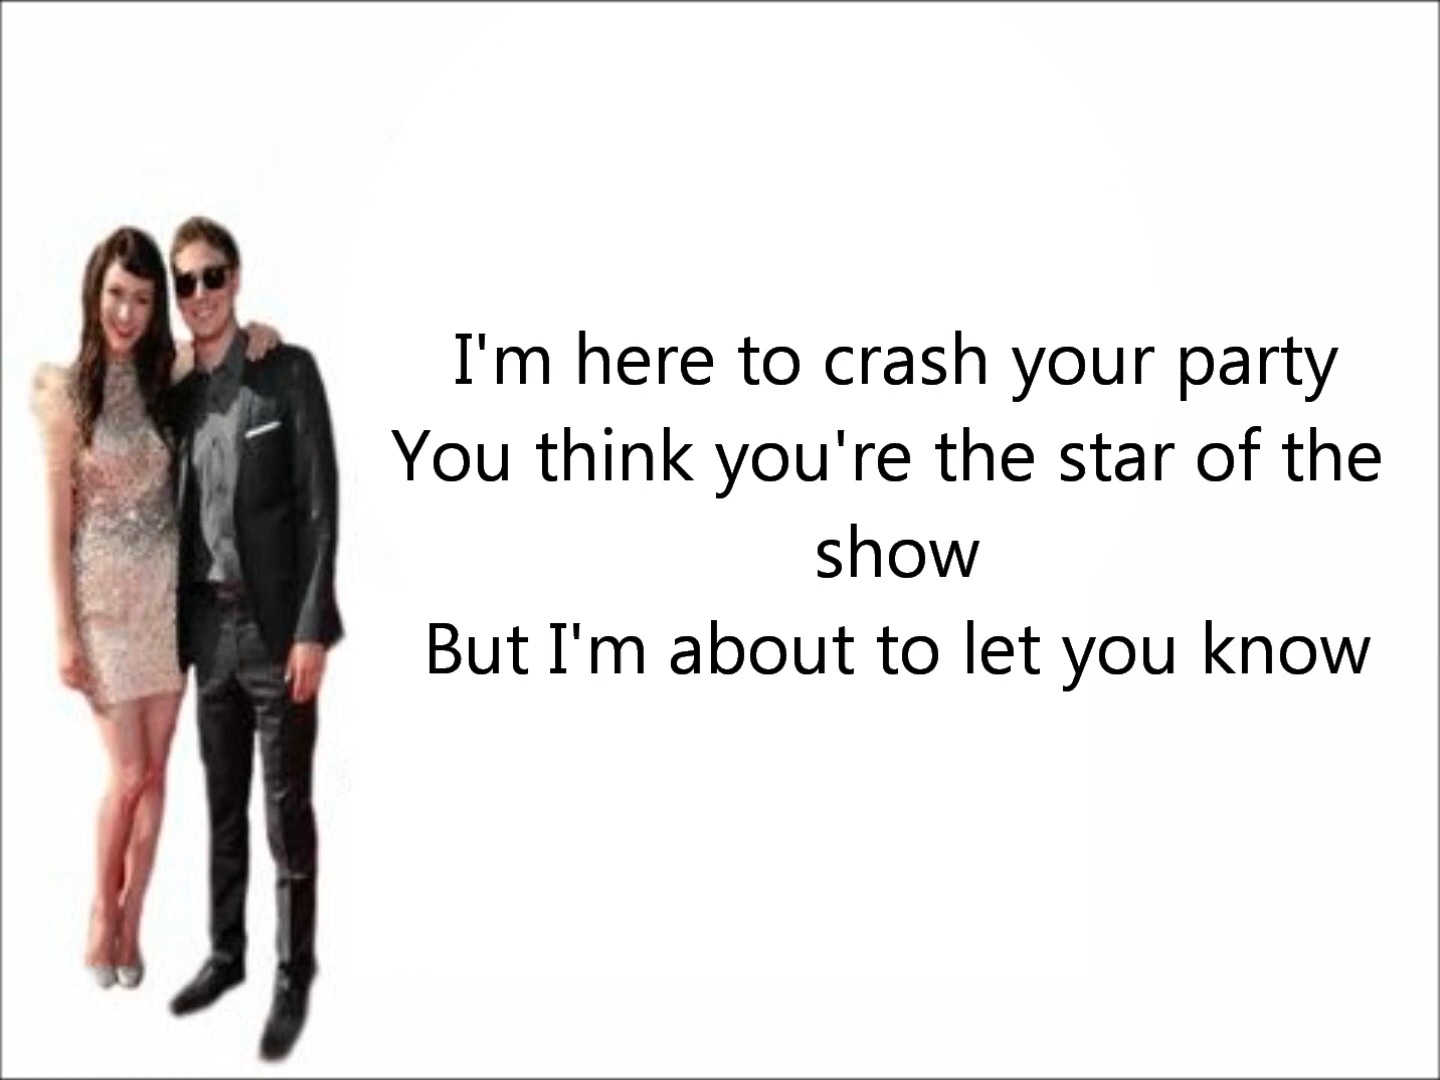 I'm here to crash your party
You think you're the star of the
show
But I'm about to let you know